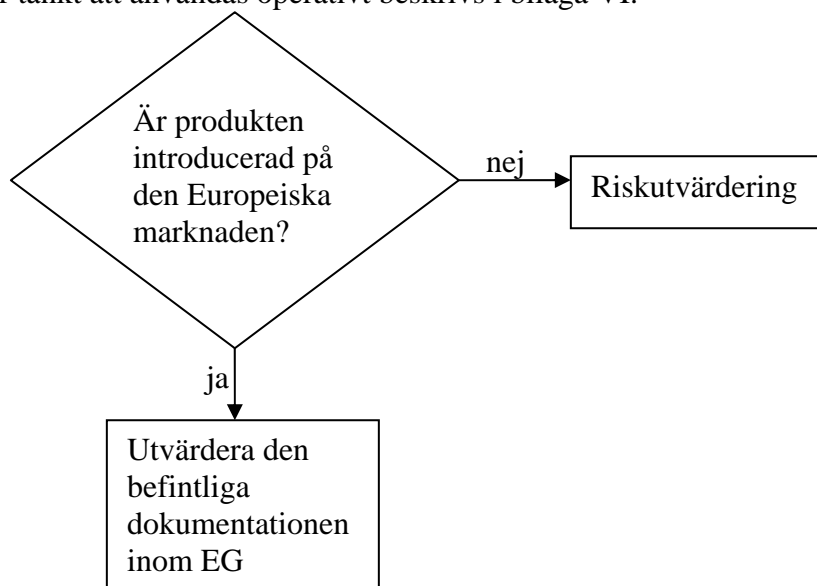 tänkt att användas operativt beskrivs i bilaga VI.
Är produkten
introducerad på
den Europeiska
marknaden?
nej
Riskutvärdering
ja
Utvärdera den
befintliga
dokumentationen
inom EG